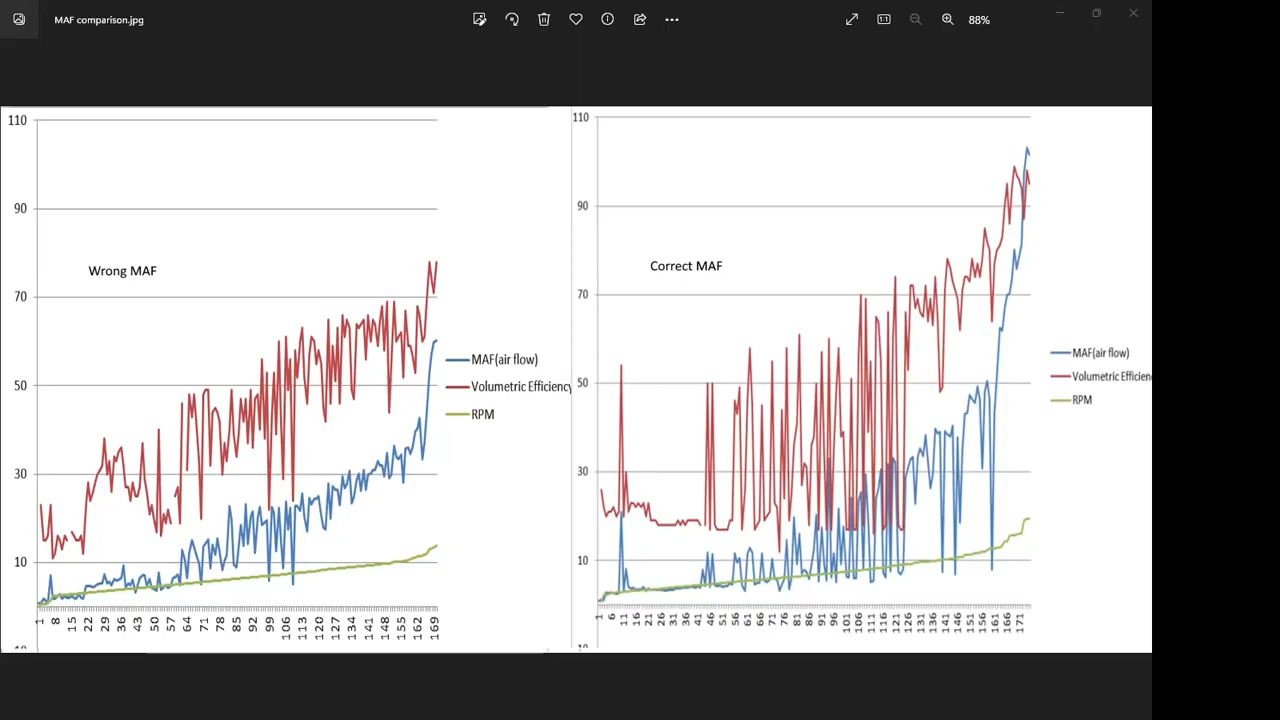 MAF comparison.jpg
88%
110
90
70
50
30
10
Wrong MAF
MAF(air flow)
Volumetric Efficiency
RPM
1 8 15 22 29 36 43 50 57 64 71 78 85 92 99 106 113 120 127 134 141 148 155 162 169
110
90
70
50
30
10
Correct MAF
MAF(air flow)
Volumetric Efficien
RPM
1 6 11 16 21 26 31 36 41 46 51 56 61 66 71 76 81 86 91 96 101 106 111 116 121 126 131 136 141 146 151 156 161 166 171